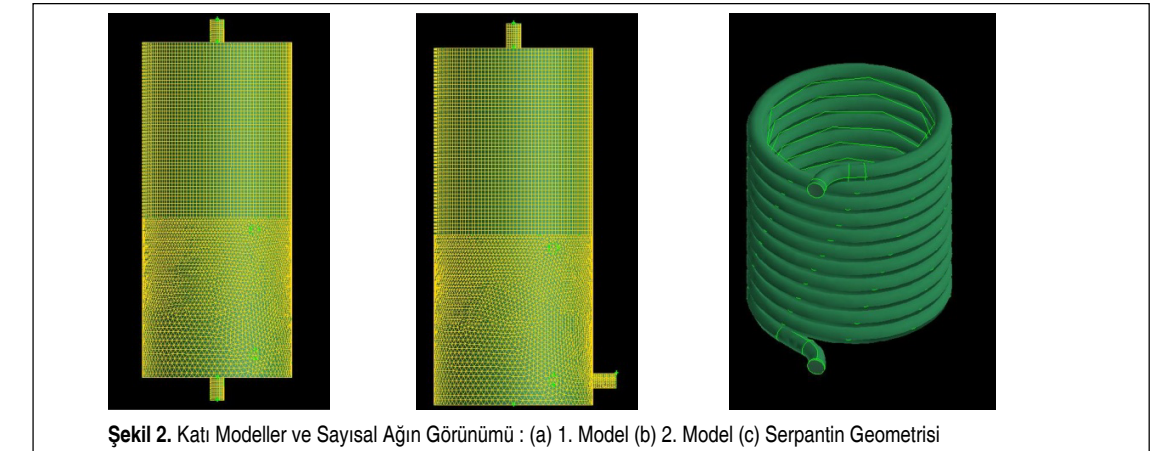 Şekil 2. Katı Modeller ve Sayısal Ağın Görünümü : (a) 1. Model (b) 2. Model (c) Serpantin Geometrisi